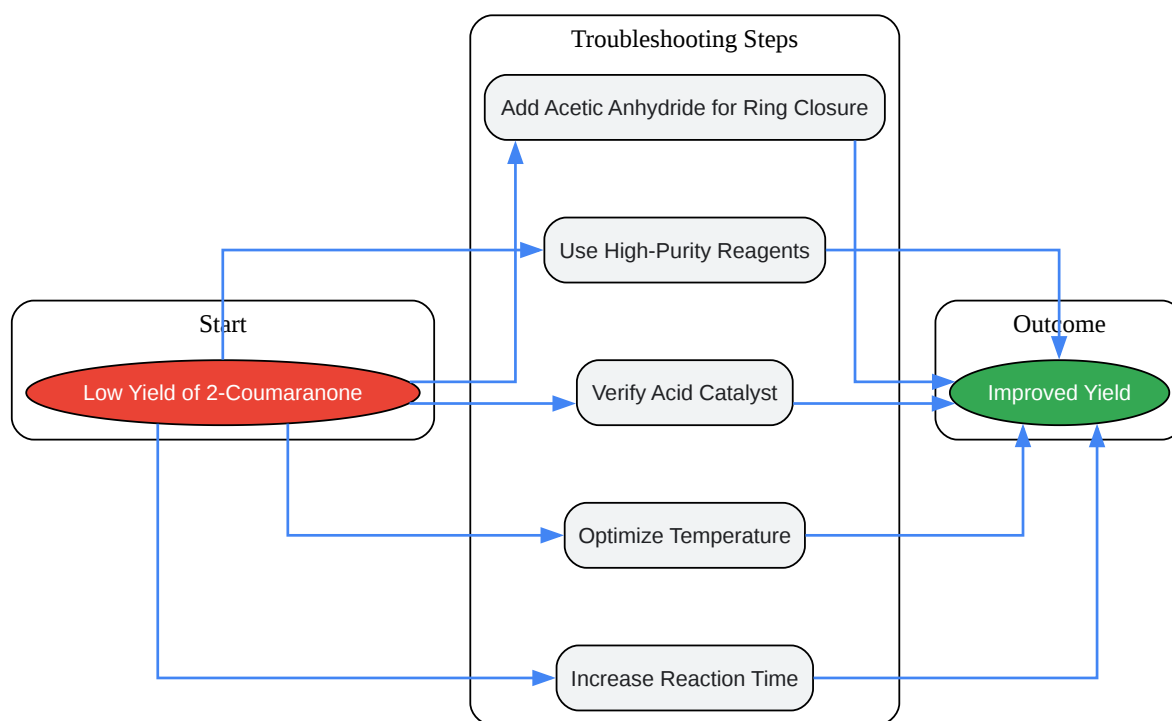 Troubleshooting Steps
Add Acetic Anhydride for Ring Closure
Use High-Purity Reagents
Start
Outcome
Low Yield of 2-Coumaranone
Verify Acid Catalyst
Improved Yield
Optimize Temperature
Increase Reaction Time